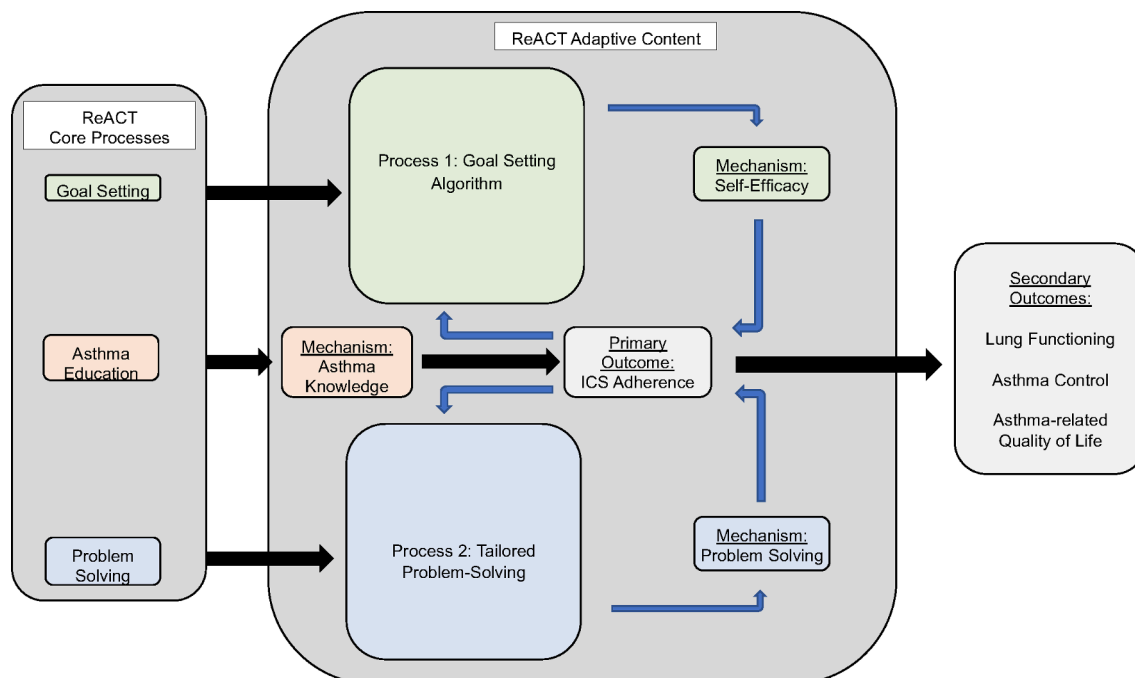 ReACT Adaptive Content
ReACT
Core Processes
Goal Setting
Asthma
Education
Problem
Solving
Process 1: Goal Setting
Algorithm
Mechanism:
Self-Efficacy
Mechanism:
Asthma
Knowledge
Primary
Outcome:
ICS Adherence
Process 2: Tailored
Problem-Solving
Mechanism:
Problem Solving
Secondary
Outcomes:
Lung Functioning
Asthma Control
Asthma-related
Quality of Life